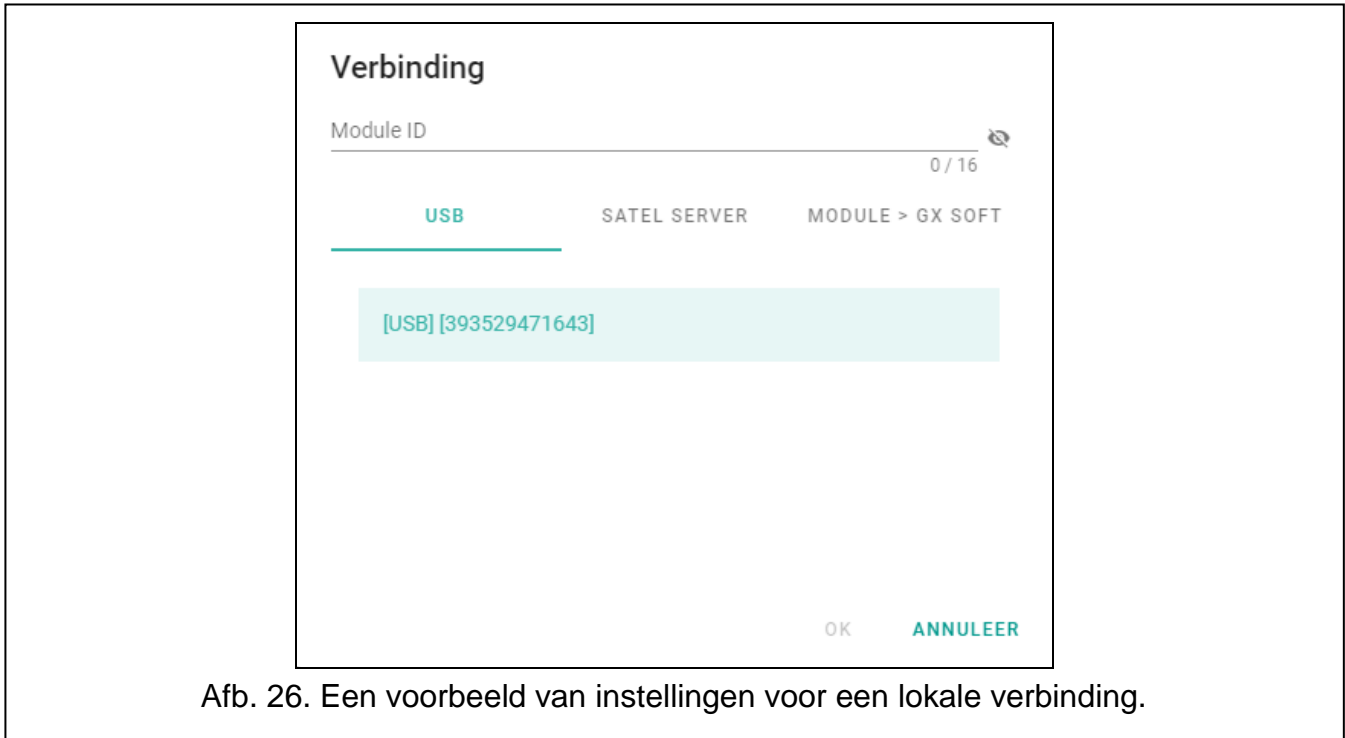 Verbinding
Module ID
0 / 16
USB SATEL SERVER MODULE > GX SOFT
[USB] [393529471643]
OK ANNULEER
Afb. 26. Een voorbeeld van instellingen voor een lokale verbinding.